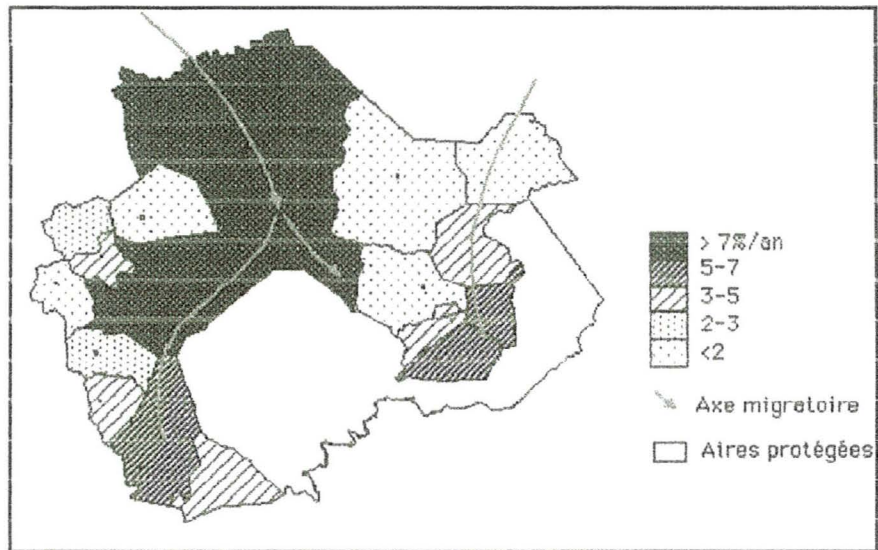 > 7%/an
5-7
3-5
2-3
<2
Axe migratoire
Aires protégées